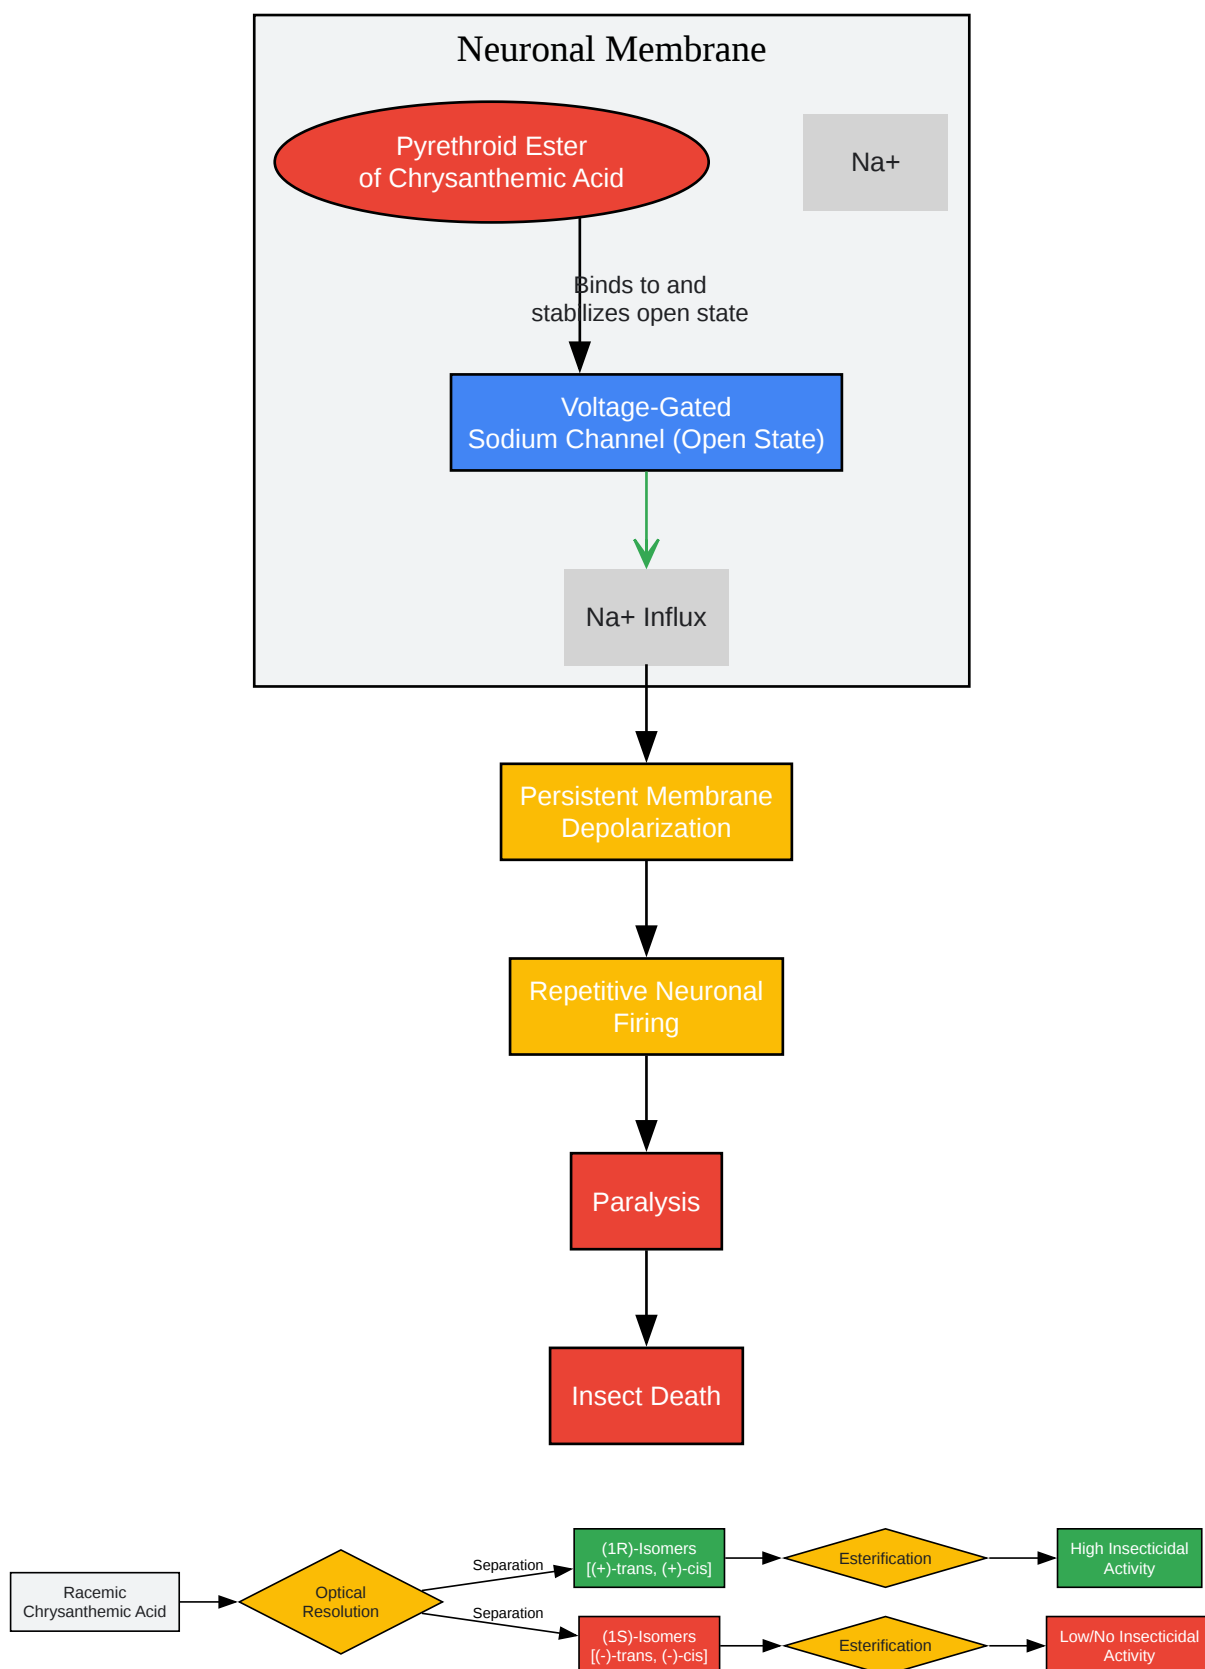 Neuronal Membrane
Pyrethroid Ester
of Chrysanthemic Acid
Na+
Binds to and
stabilizes open state
Voltage-Gated
Sodium Channel (Open State)
Na+ Influx
Persistent Membrane
Depolarization
Repetitive Neuronal
Firing
Paralysis
Insect Death
Racemic
Chrysanthemic Acid
Optical
Resolution
Separation
Separation
(1R)-Isomers
[(+)-trans, (+)-cis]
Esterification
High Insecticidal
Activity
(1S)-Isomers
[(-)-trans, (-)-cis]
Esterification
Low/No Insecticidal
Activity